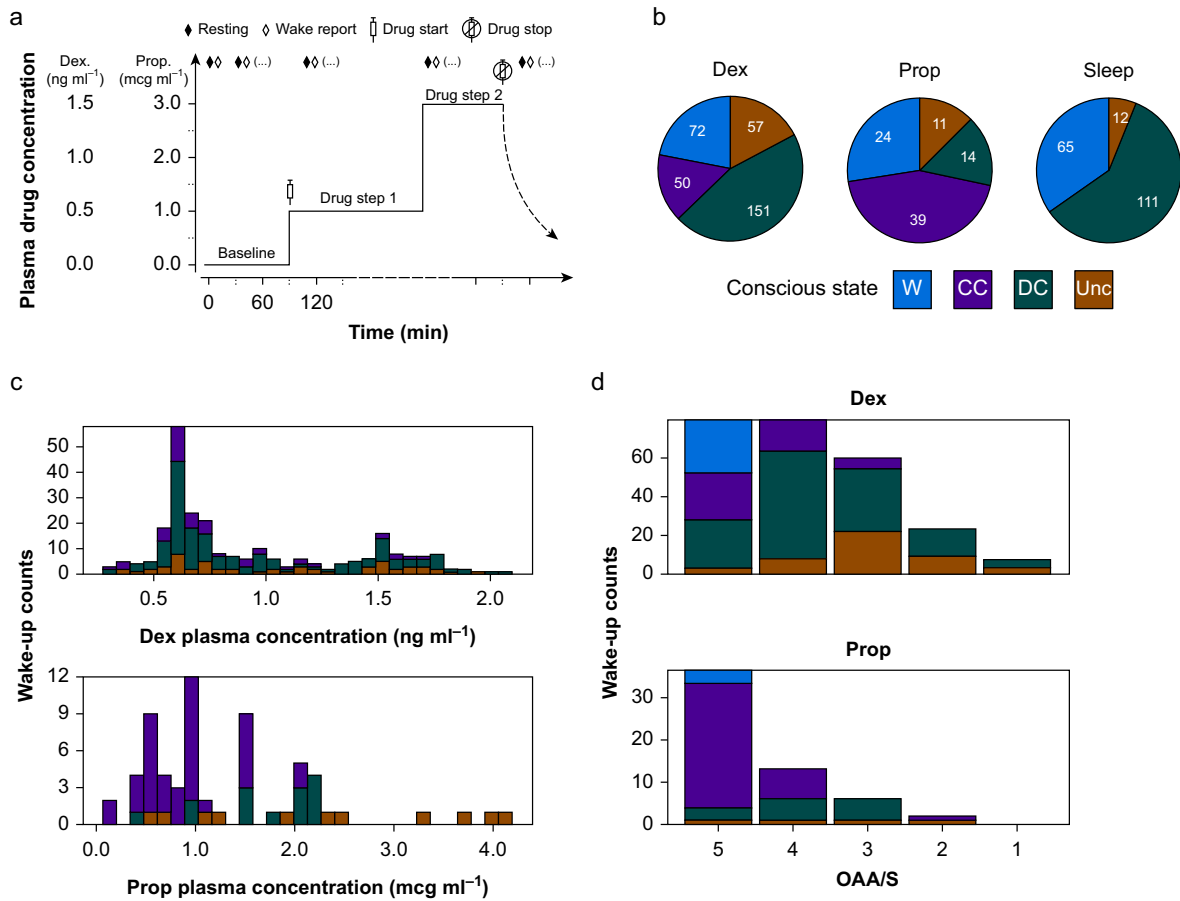 a
Resting
Wake report
Drug start
Drug stop
Dex.
(ng ml⁻¹)
Prop.
(mcg ml⁻¹)
(...)
(...)
(...)
(...)
Plasma drug concentration
1.5
1.0
0.5
0.0
3.0
2.0
1.0
0.0
Drug step 2
Drug step 1
Baseline
0 60 120
Time (min)
b
Dex
Prop
Sleep
72
57
50
151
24
11
14
39
65
12
111
Conscious state W CC DC Unc
c
Wake-up counts
50
40
30
20
10
0
0.5 1.0 1.5 2.0
Dex plasma concentration (ng ml⁻¹)
12
9
6
3
0
0.0 1.0 2.0 3.0 4.0
Prop plasma concentration (mcg ml⁻¹)
d
Dex
Wake-up counts
60
40
20
0
Prop
30
20
10
0
5 4 3 2 1
OAA/S